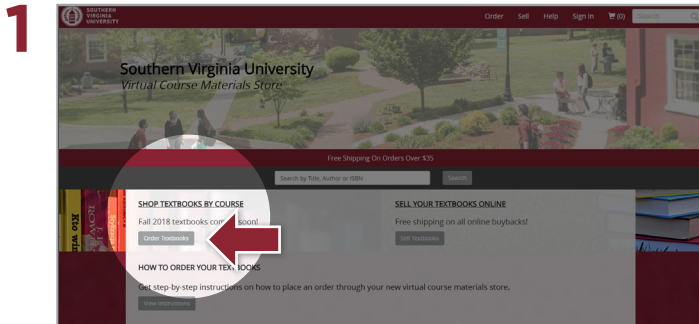 1
SOUTHERN
VIRGINIA
UNIVERSITY
Order Sell Help Sign In (0) Search
Southern Virginia University
Virtual Course Materials Store
Free Shipping On Orders Over $35
Search by Title, Author or ISBN Search
SHOP TEXTBOOKS BY COURSE
Fall 2018 textbooks soon!
Order Textbooks
SELL YOUR TEXTBOOKS ONLINE
Free shipping on all online buybacks!
Sell Textbooks
HOW TO ORDER YOUR TEXTBOOKS
Get step-by-step instructions on how to place an order through your new virtual course materials store.
View Instructions